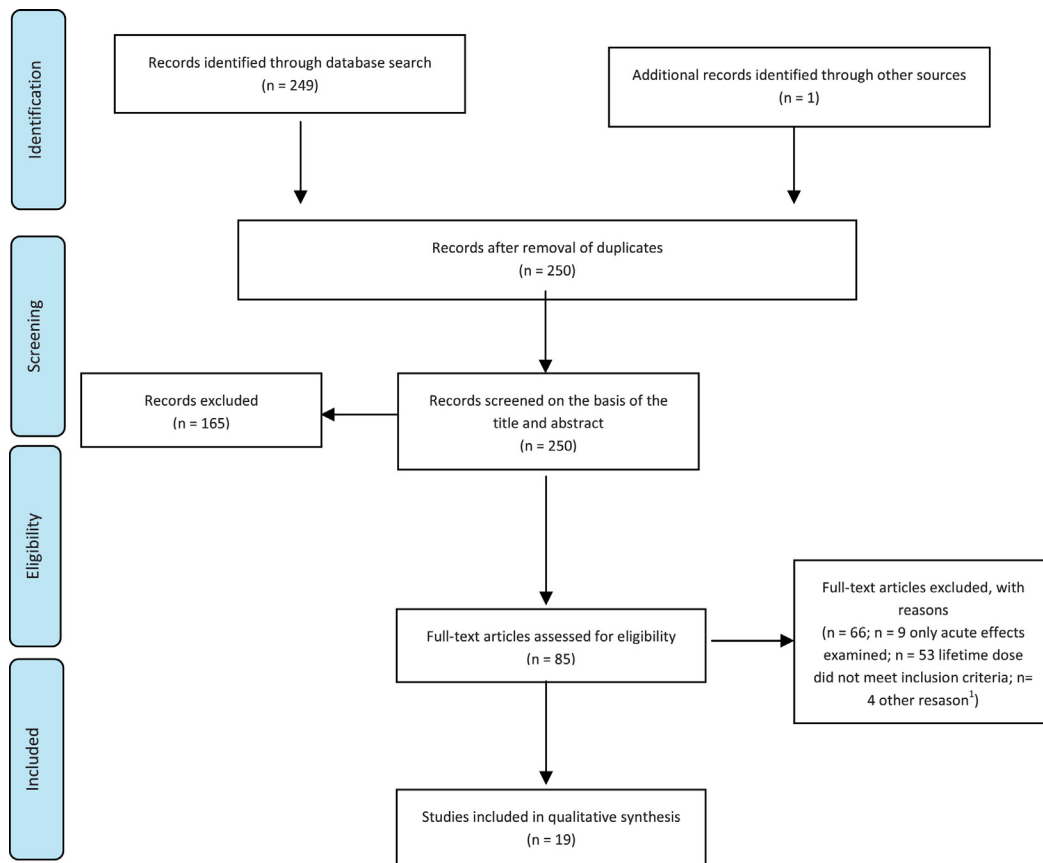 Identification
Records identified through database search
(n = 249)
Additional records identified through other sources
(n = 1)
Screening
Records after removal of duplicates
(n = 250)
Records screened on the basis of the
title and abstract
(n = 250)
Records excluded
(n = 165)
Eligibility
Full-text articles assessed for eligibility
(n = 85)
Full-text articles excluded, with
reasons
(n = 66; n = 9 only acute effects
examined; n = 53 lifetime dose
did not meet inclusion criteria; n=
4 other resason¹)
Included
Studies included in qualitative synthesis
(n = 19)